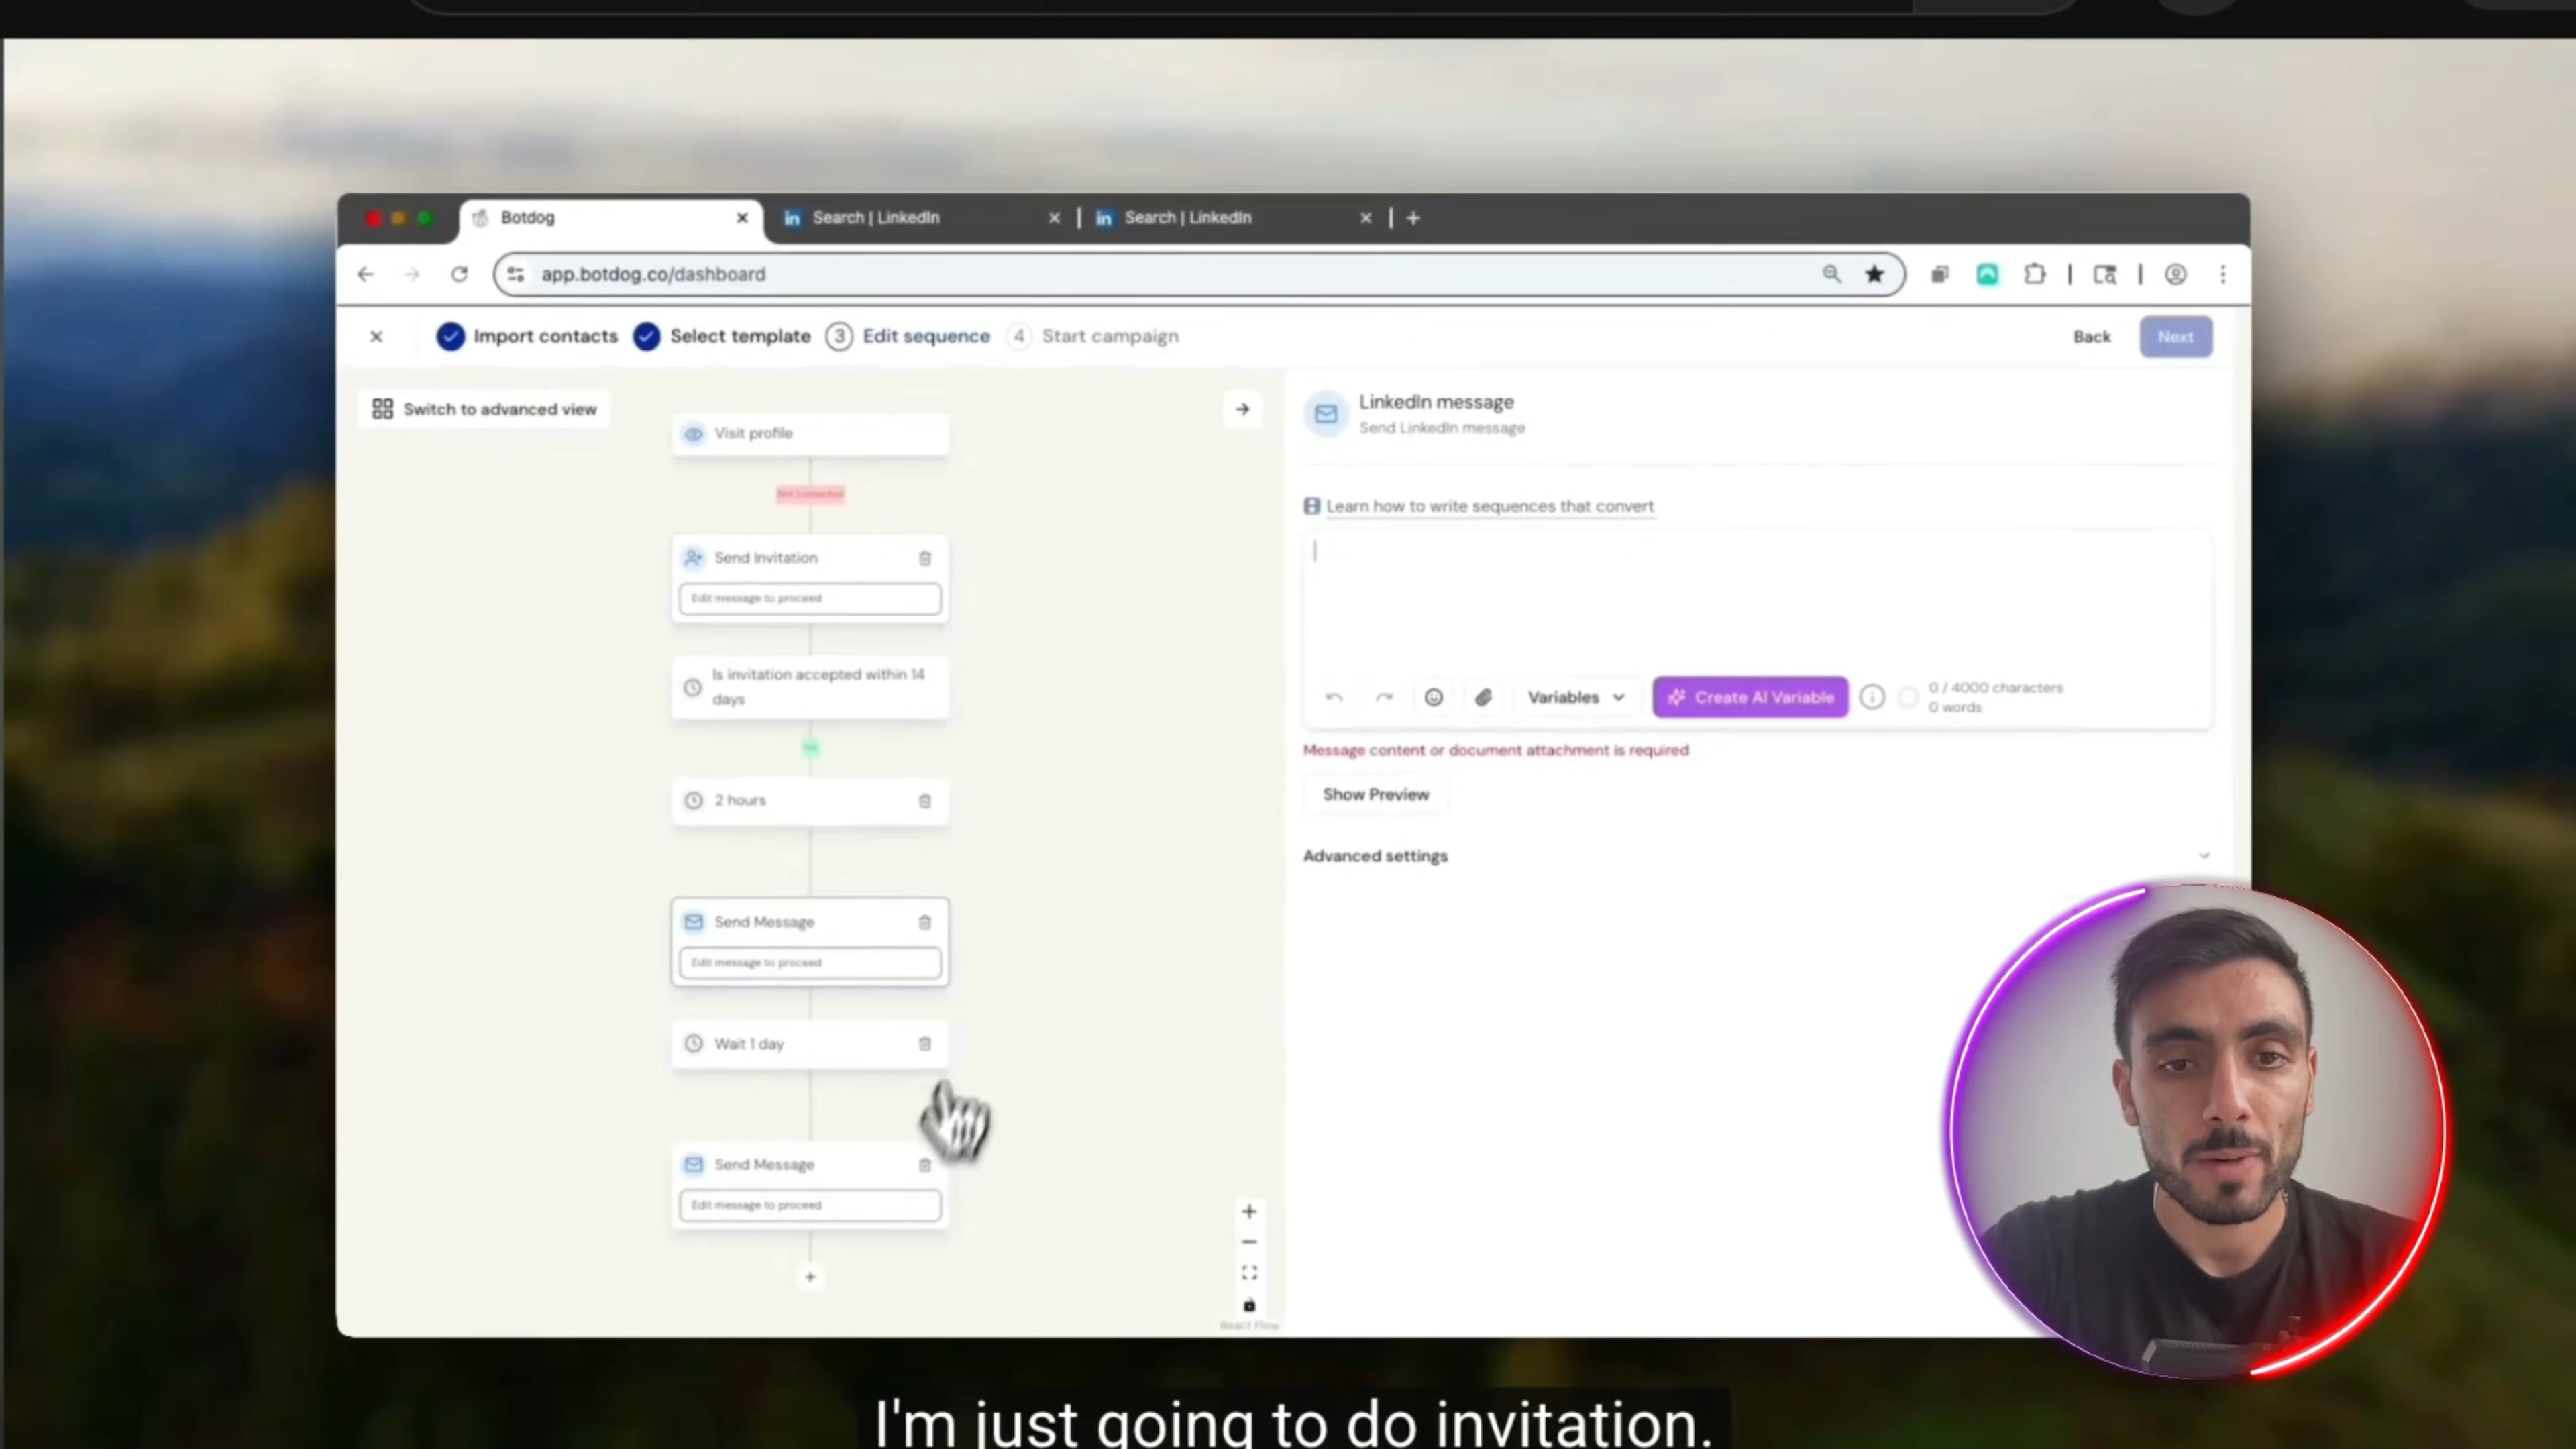 Botdog
Search | LinkedIn
Search | LinkedIn
app.botdog.co/dashboard
Import contacts
Select template
3 Edit sequence
4 Start campaign
Back
Next
Switch to advanced view
Visit profile
Not connected
Send Invitation
Edit message to proceed
Is invitation accepted within 14
days
2 hours
Send Message
Edit message to proceed
Wait 1 day
Send Message
Edit message to proceed
React Flow
LinkedIn message
Send LinkedIn message
Learn how to write sequences that convert
Variables
Create AI Variable
0 / 4000 characters
0 words
Message content or document attachment is required
Show Preview
Advanced settings
I'm just going to do invitation.